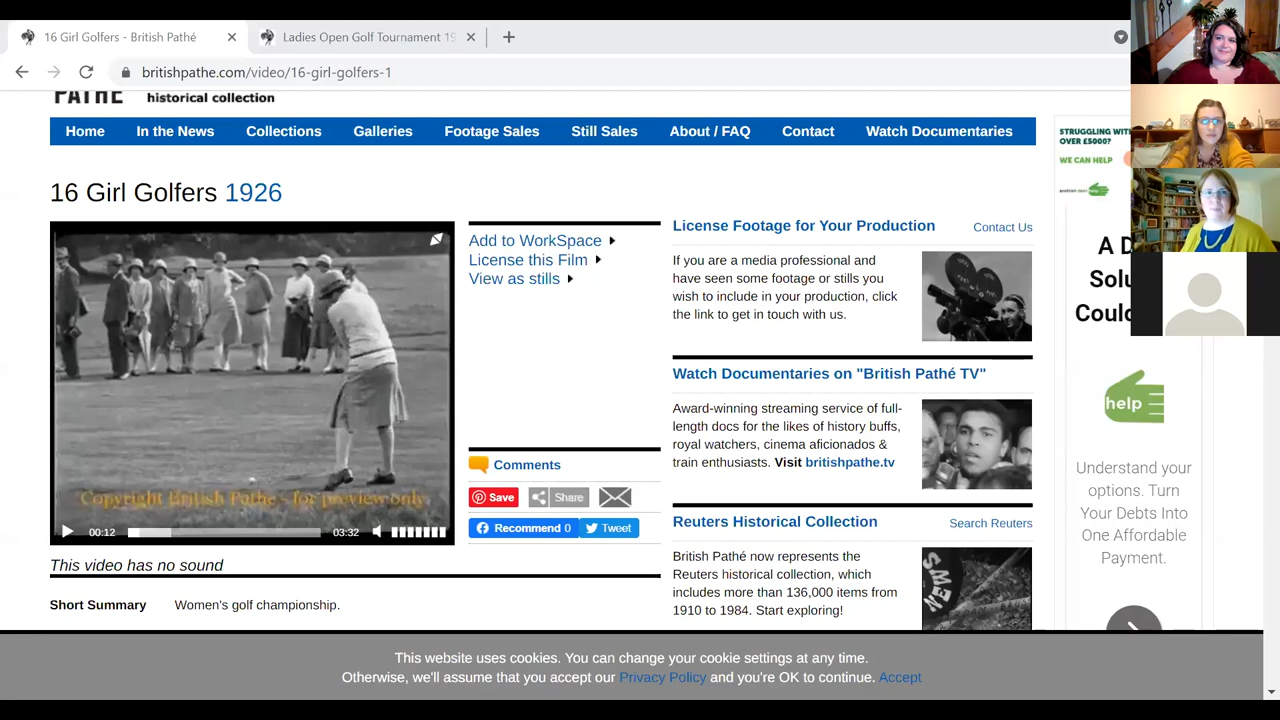 16 Girl Golfers - British Pathé
Ladies Open Golf Tournament 19
britishpathe.com/video/16-girl-golfers-1
PATHE
historical collection
Home In the News Collections Galleries Footage Sales Still Sales About / FAQ Contact Watch Documentaries
16 Girl Golfers 1926
Copyright British Pathe - for preview only
00:12 03:32
This video has no sound
Short Summary Women's golf championship.
Add to WorkSpace
License this Film
View as stills
Comments
Save Share
Recommend 0 Tweet
License Footage for Your Production Contact Us
If you are a media professional and
have seen some footage or stills you
wish to include in your production, click
the link to get in touch with us.
Watch Documentaries on "British Pathé TV"
Award-winning streaming service of full-
length docs for the likes of history buffs,
royal watchers, cinema aficionados &
train enthusiasts. Visit britishpathe.tv
Reuters Historical Collection Search Reuters
British Pathé now represents the
Reuters historical collection, which
includes more than 136,000 items from
1910 to 1984. Start exploring!
NEWS
STRUGGLING WIT
OVER £5000?
WE CAN HELP
A D
Solu
Could
help
Understand your
options. Turn
Your Debts Into
One Affordable
Payment.
This website uses cookies. You can change your cookie settings at any time.
Otherwise, we'll assume that you accept our Privacy Policy and you're OK to continue. Accept